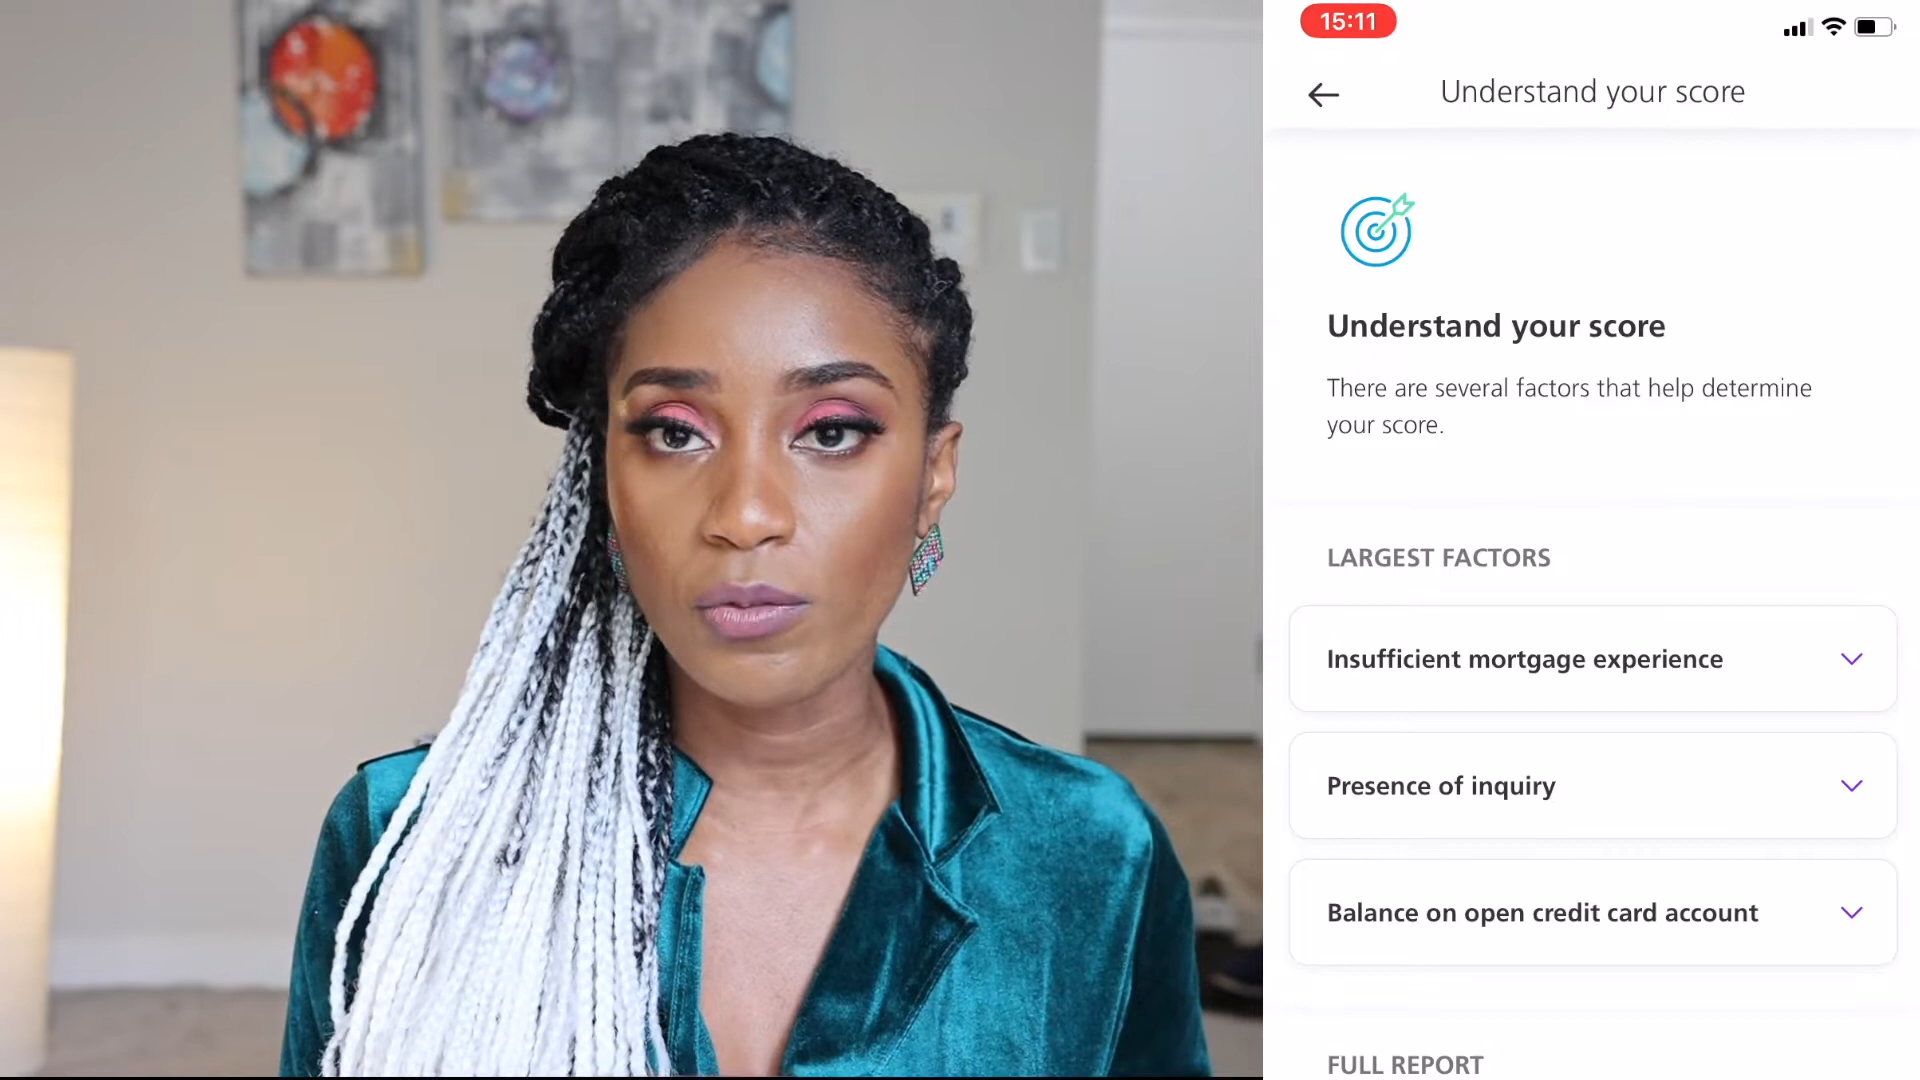 15:11
Understand your score
Understand your score
There are several factors that help determine
your score.
LARGEST FACTORS
Insufficient mortgage experience
Presence of inquiry
Balance on open credit card account
FULL REPORT